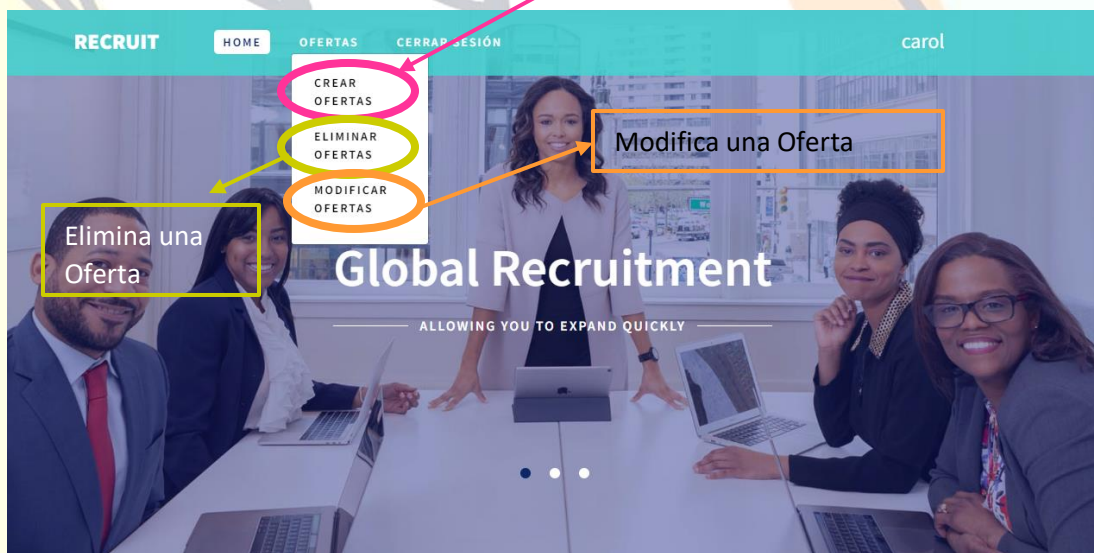 RECRUIT HOME OFERTAS CERRAR SESIÓN carol
CREAR
OFERTAS
ELIMINAR
OFERTAS
MODIFICAR
OFERTAS
Modifica una Oferta
Elimina una
Oferta
Global Recruitment
ALLOWING YOU TO EXPAND QUICKLY